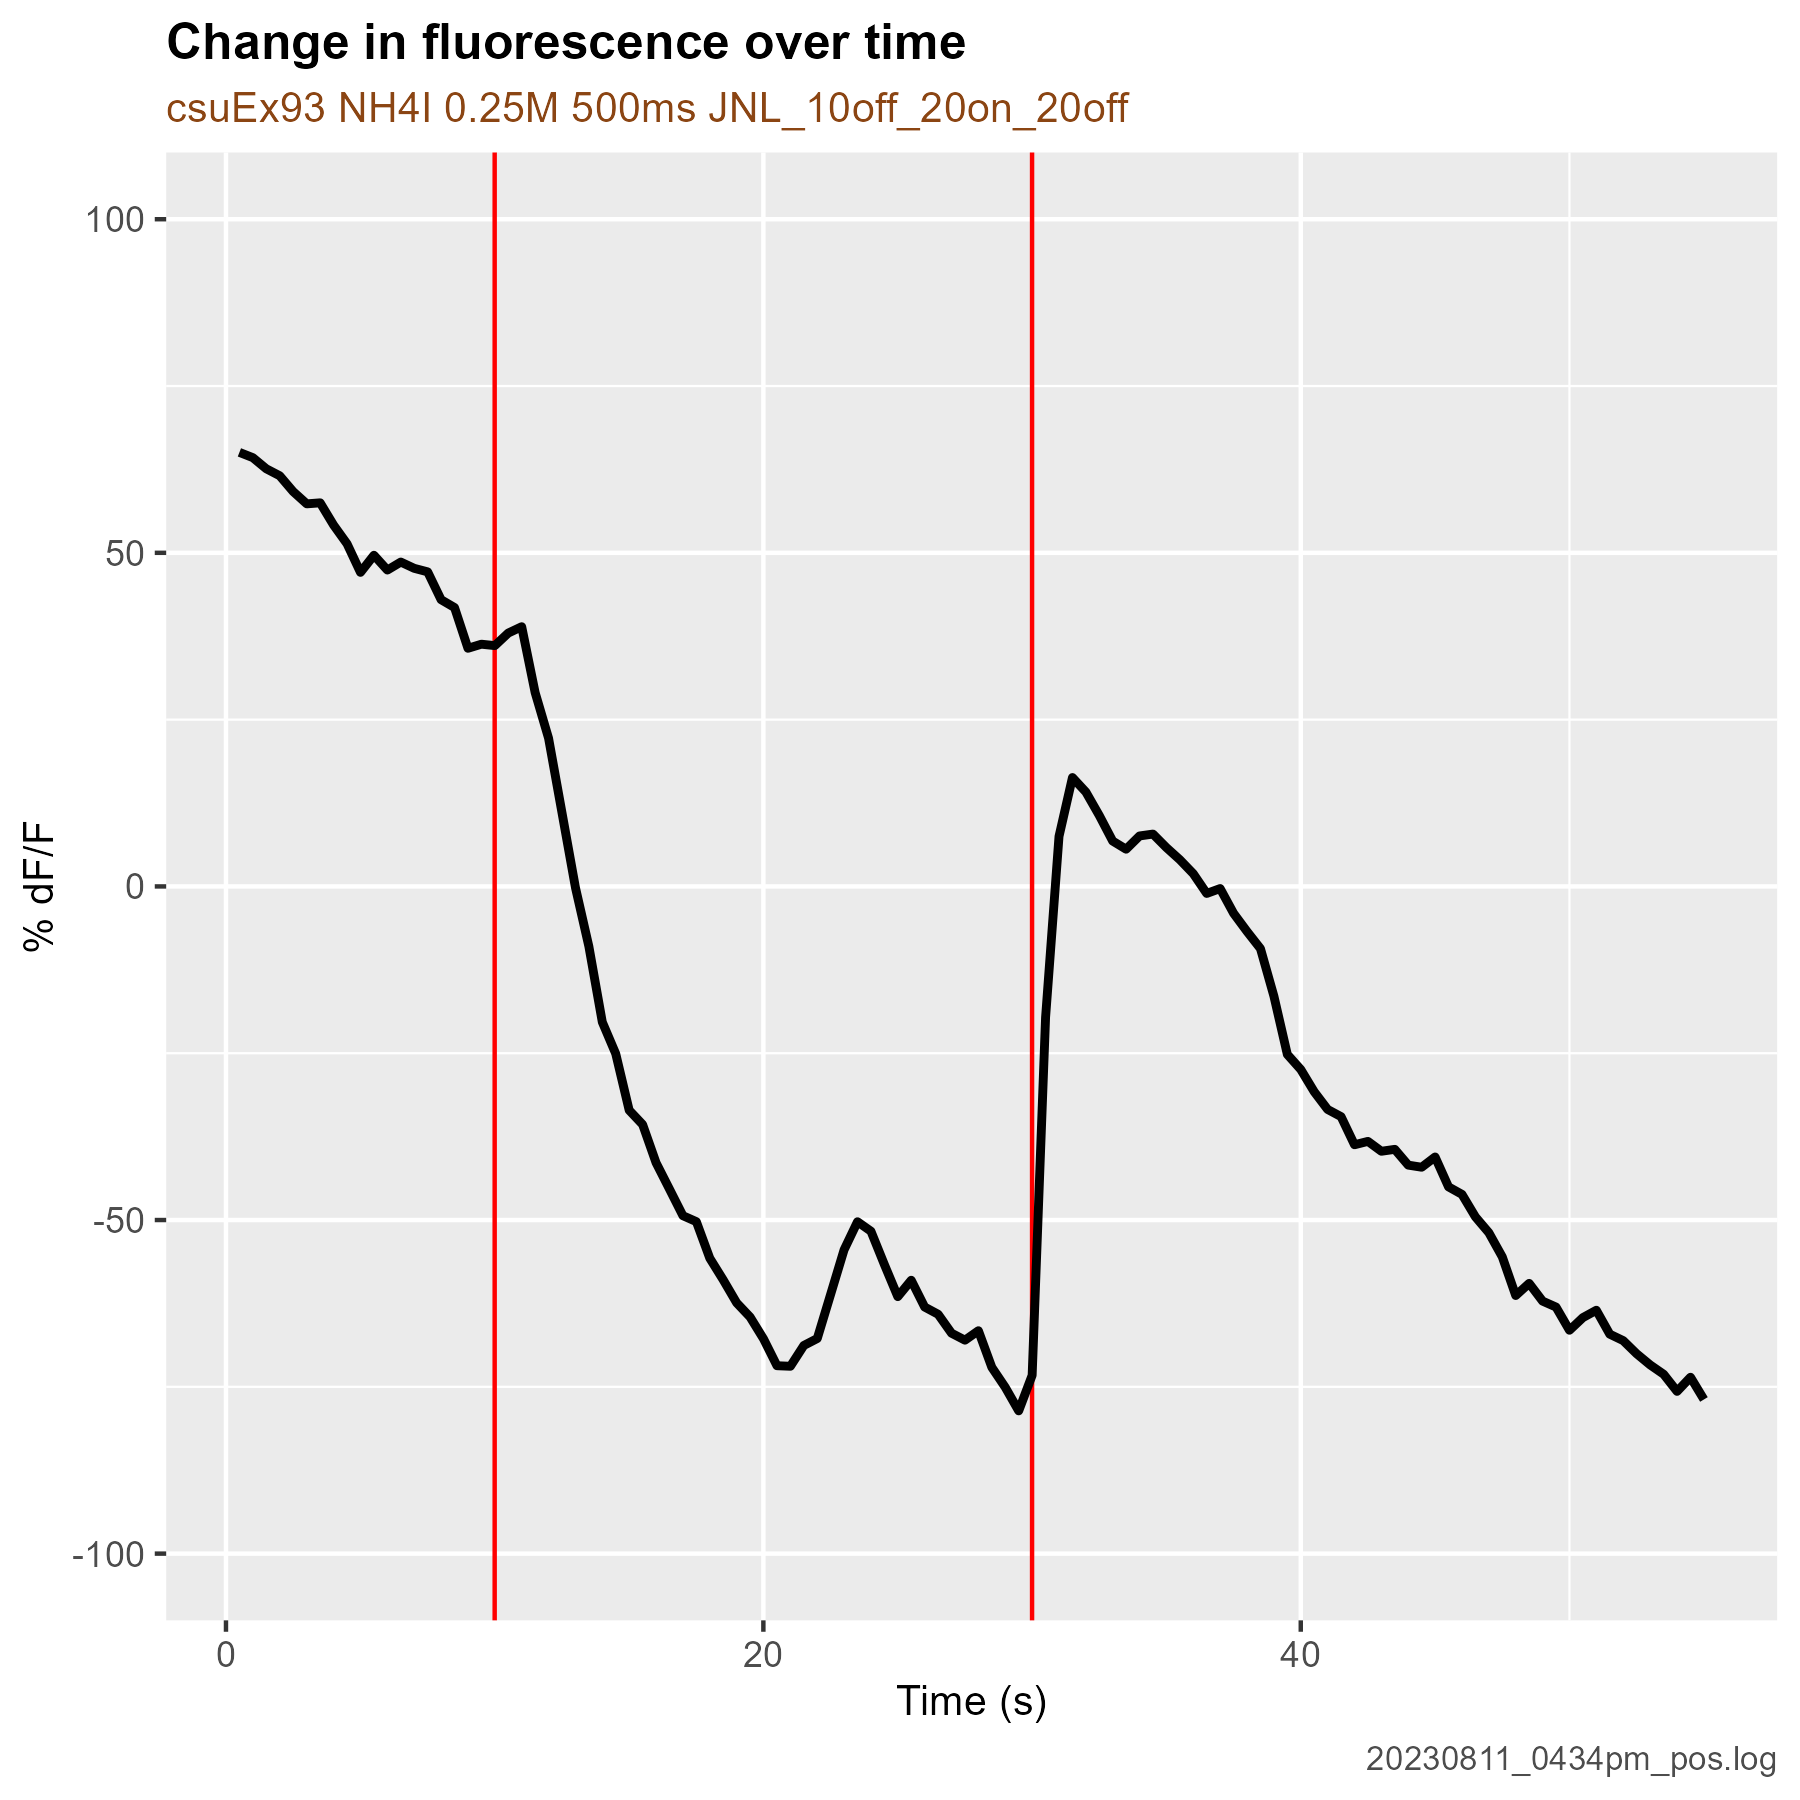 Change in fluorescence over time
csuEx93 NH4I 0.25M 500ms JNL_10off_20on_20off
% dF/F
100
50
0
-50
-100
0 20 40
Time (s)
20230811_0434pm_pos.log